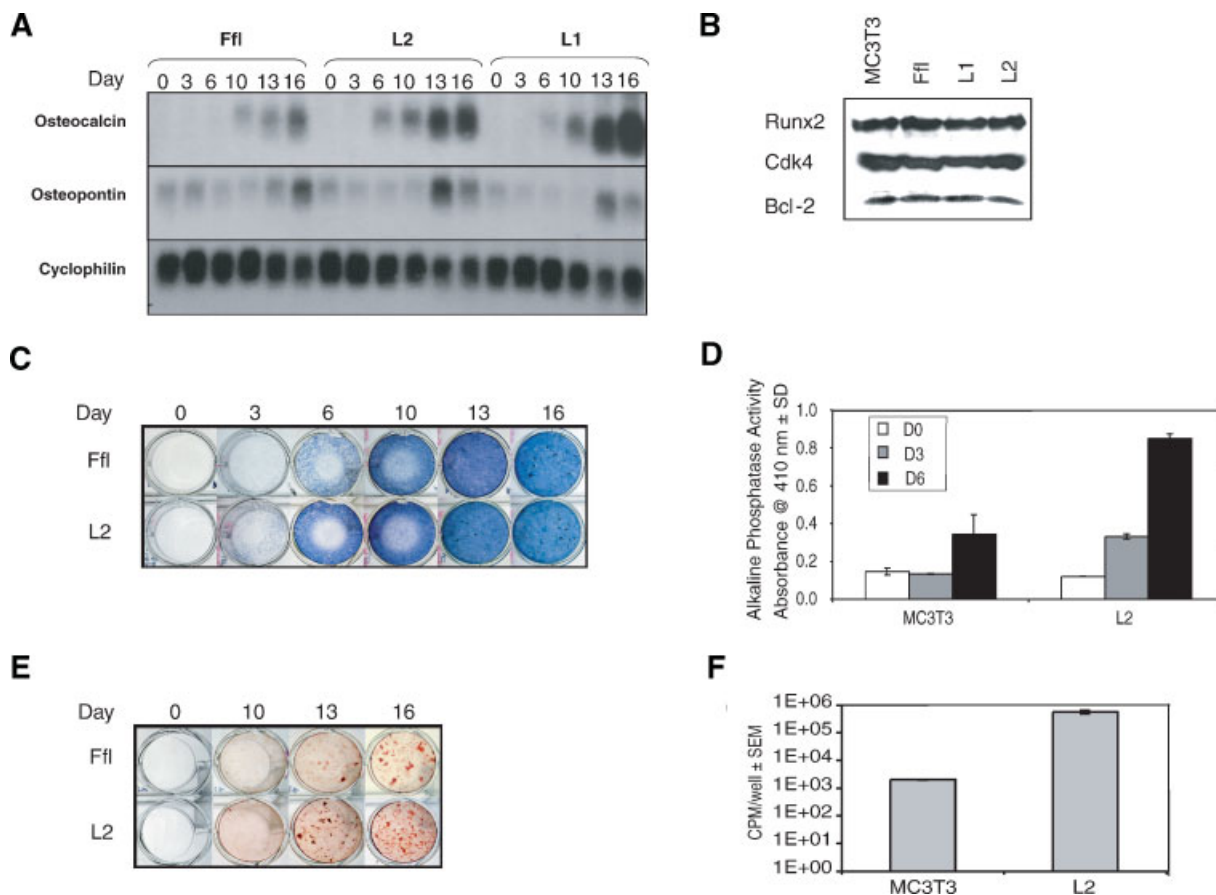 A
Ffl L2 L1
Day 0 3 6 10 13 16 0 3 6 10 13 16 0 3 6 10 13 16
Osteocalcin
Osteopontin
Cyclophilin
B
MC3T3 Ffl L1 L2
Runx2
Cdk4
Bcl-2
C
Day 0 3 6 10 13 16
Ffl
L2
D
Alkaline Phosphatase Activity
Absorbance @ 410 nm ± SD
1.0
0.8
0.6
0.4
0.2
0.0
D0
D3
D6
MC3T3 L2
E
Day 0 10 13 16
Ffl
L2
F
CPM/well ± SEM
1E+06
1E+05
1E+04
1E+03
1E+02
1E+01
1E+00
MC3T3 L2